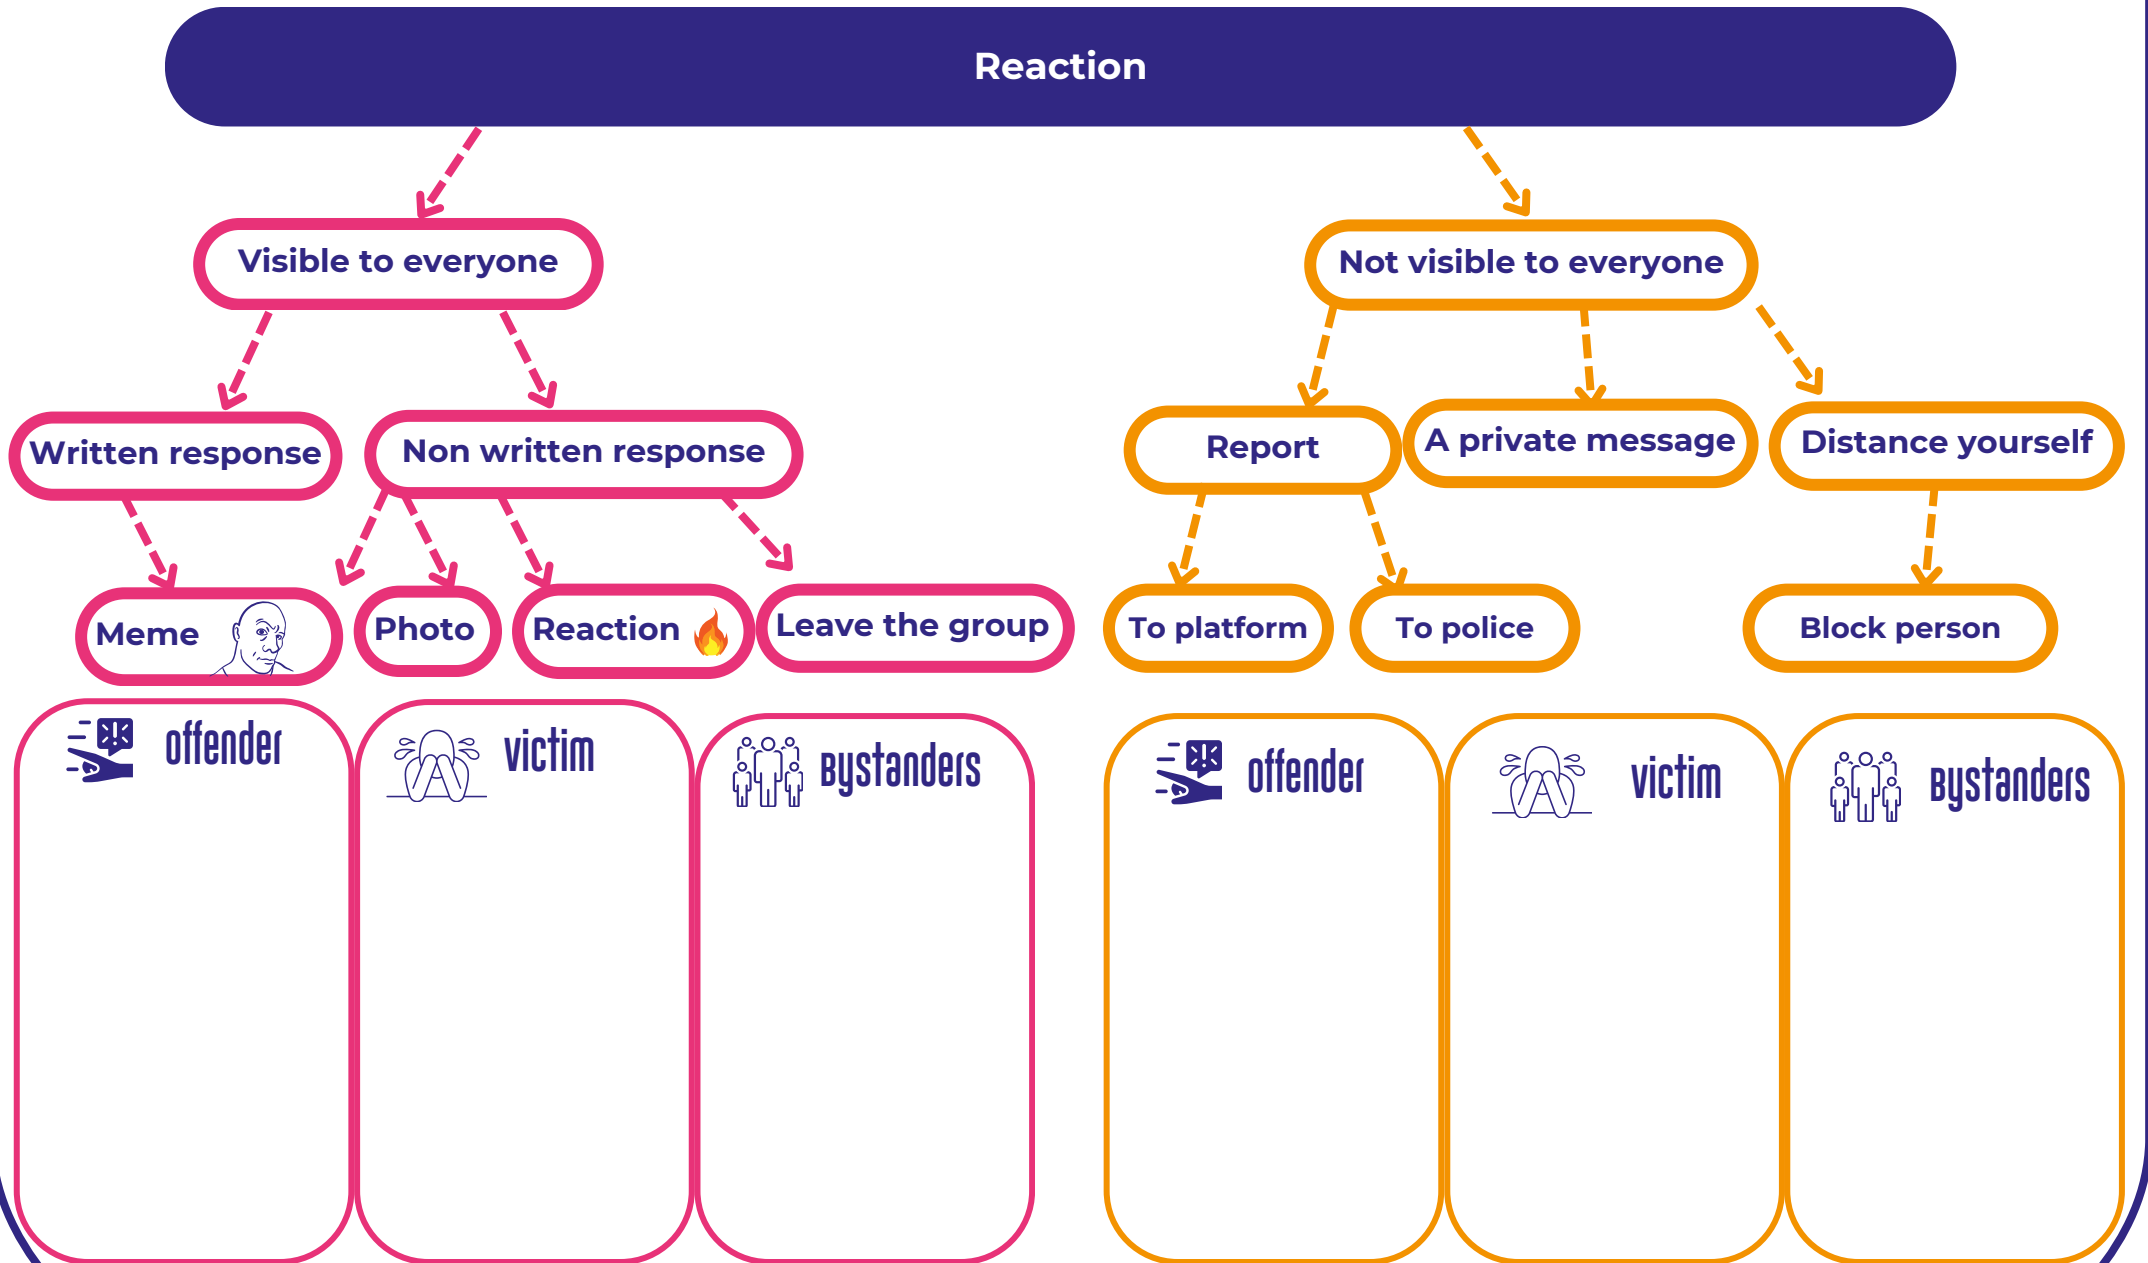 Reaction
Visible to everyone
Not visible to everyone
Written response
Non written response
Report
A private message
Distance yourself
Meme
Photo
Reaction
Leave the group
To platform
To police
Block person
offender
victim
Bystanders
offender
victim
Bystanders